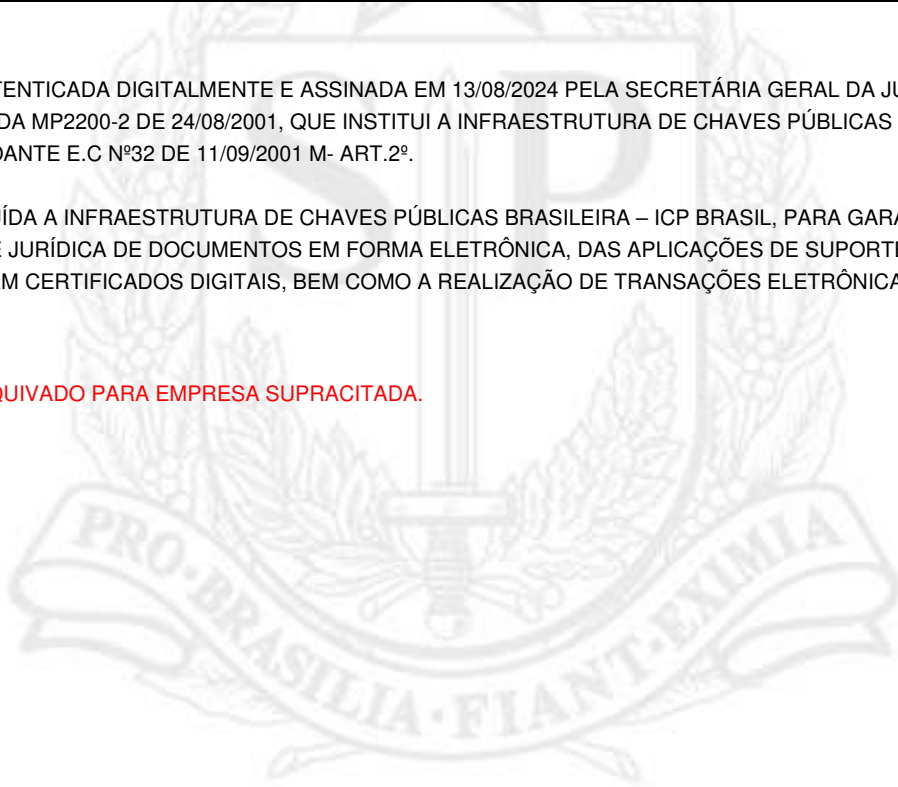 TENTICADA DIGITALMENTE E ASSINADA EM 13/08/2024 PELA SECRETÁRIA GERAL DA JU
DA MP2200-2 DE 24/08/2001, QUE INSTITUI A INFRAESTRUTURA DE CHAVES PÚBLICAS
DANTE E.C Nº32 DE 11/09/2001 M- ART.2º.
ÍDA A INFRAESTRUTURA DE CHAVES PÚBLICAS BRASILEIRA – ICP BRASIL, PARA GARA
E JURÍDICA DE DOCUMENTOS EM FORMA ELETRÔNICA, DAS APLICAÇÕES DE SUPORTE
EM CERTIFICADOS DIGITAIS, BEM COMO A REALIZAÇÃO DE TRANSAÇÕES ELETRÔNICA
QUIVADO PARA EMPRESA SUPRACITADA.
SP
PRO·BRASILIA·FIANT·EXIMIA